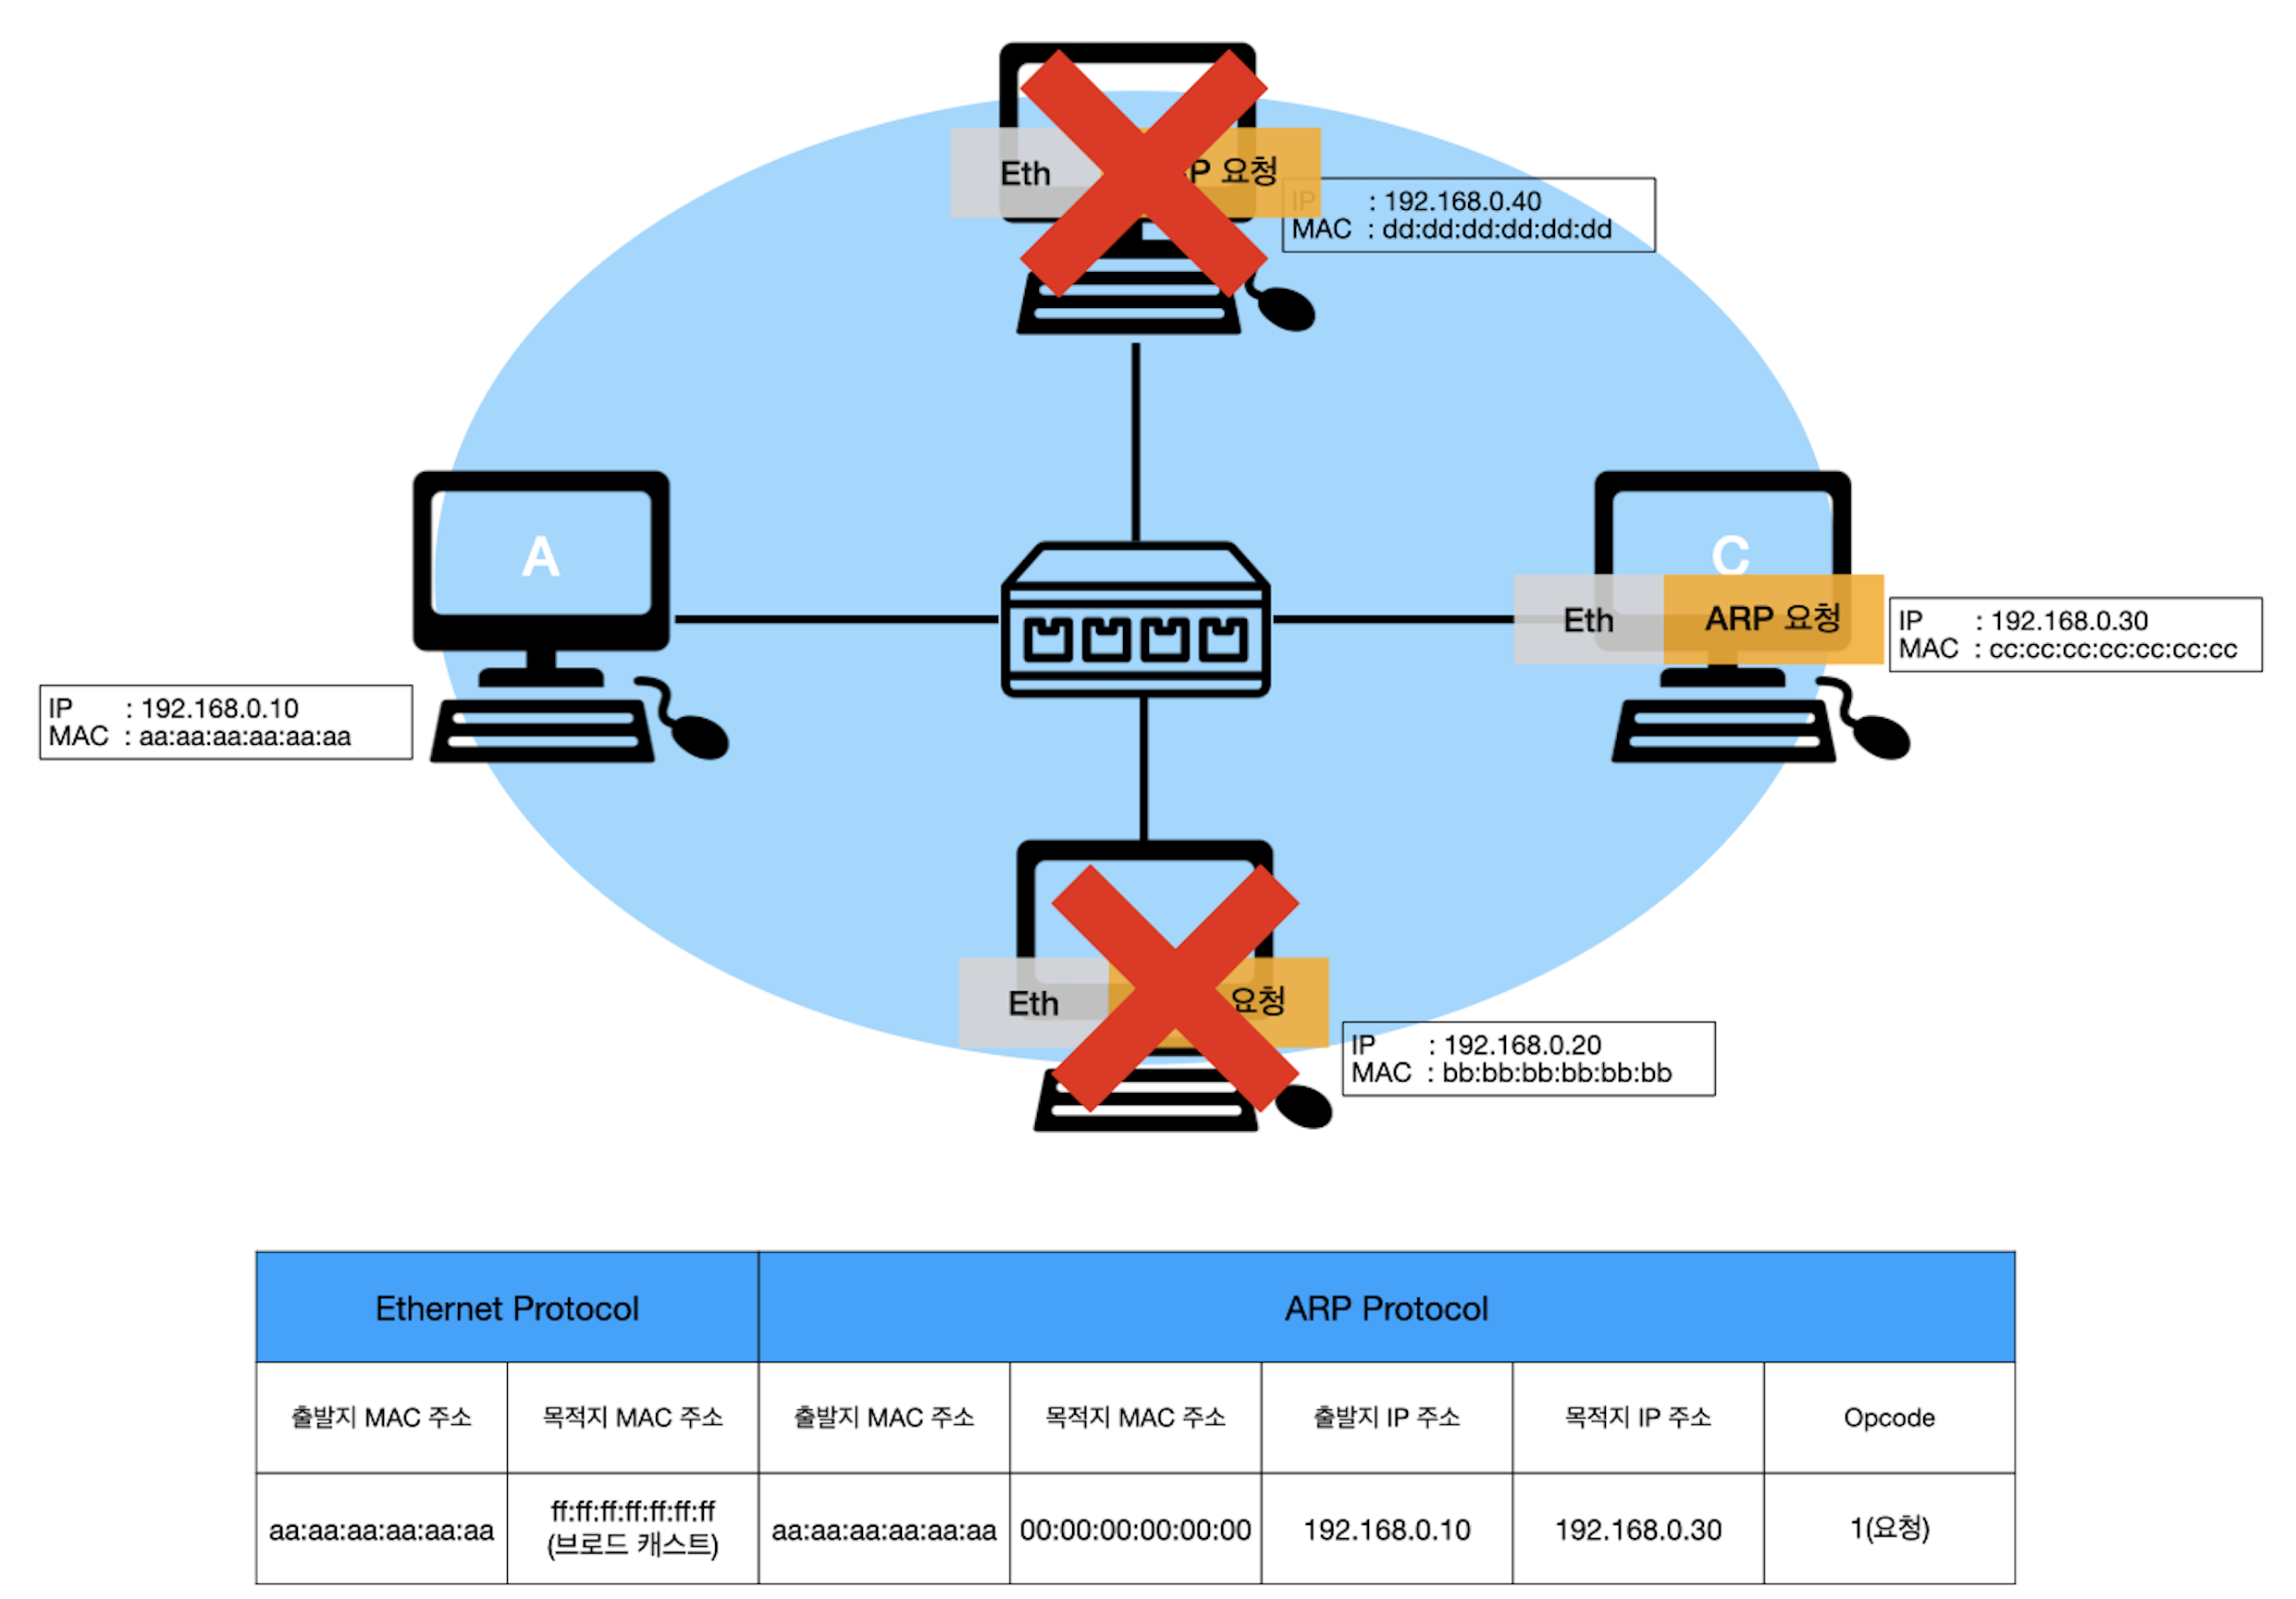 Eth
P 요청
IP : 192.168.0.40
MAC : dd:dd:dd:dd:dd:dd
A
IP : 192.168.0.10
MAC : aa:aa:aa:aa:aa:aa
C
Eth
ARP 요청
IP : 192.168.0.30
MAC : cc:cc:cc:cc:cc:cc:cc
Eth
요청
IP : 192.168.0.20
MAC : bb:bb:bb:bb:bb:bb
Ethernet Protocol
ARP Protocol
출발지 MAC 주소
목적지 MAC 주소
출발지 MAC 주소
목적지 MAC 주소
출발지 IP 주소
목적지 IP 주소
Opcode
aa:aa:aa:aa:aa:aa
ff:ff:ff:ff:ff:ff:ff
(브로드 캐스트)
aa:aa:aa:aa:aa:aa
00:00:00:00:00:00
192.168.0.10
192.168.0.30
1(요청)